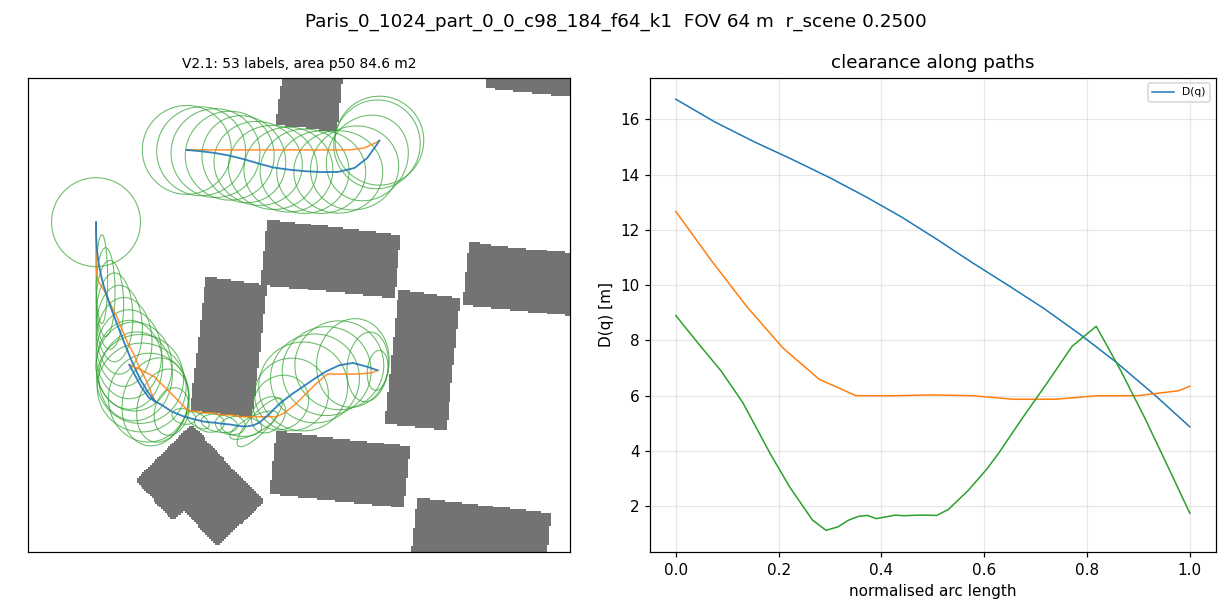 Paris_0_1024_part_0_0_c98_184_f64_k1  FOV 64 m  r_scene 0.2500
V2.1: 53 labels, area p50 84.6 m2
clearance along paths
D(q)
16
14
12
10
8
6
4
2
D(q) [m]
0.0 0.2 0.4 0.6 0.8 1.0
normalised arc length